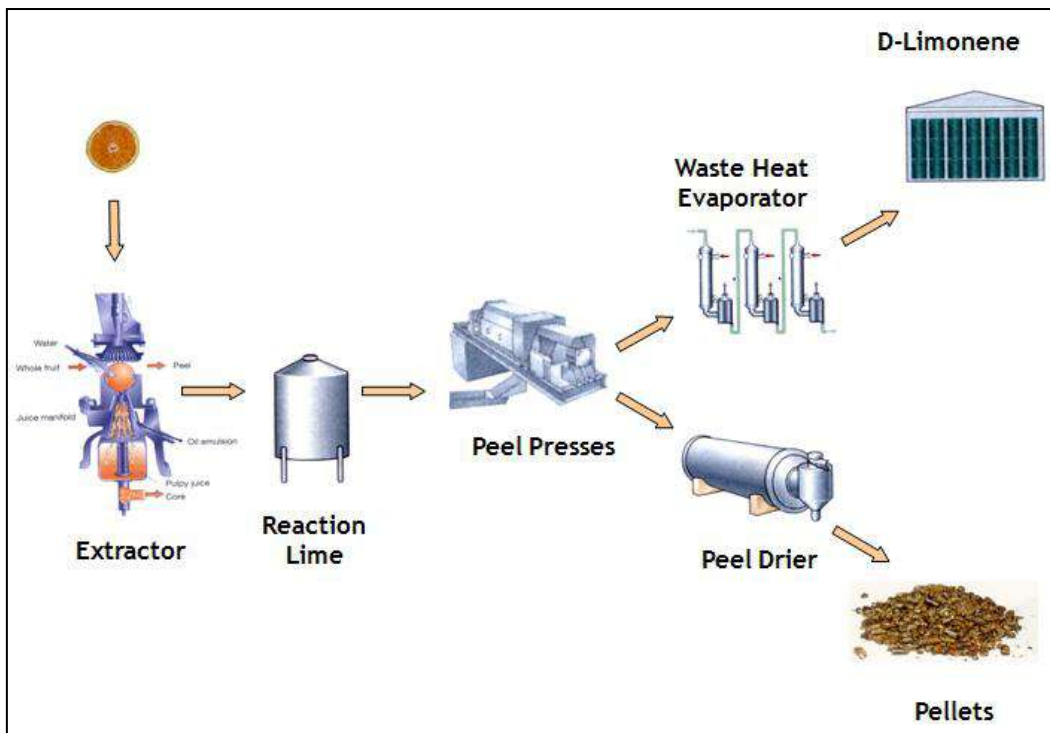 D-Limonene
Waste Heat
Evaporator
Water
Whole fruit
Peel
Juice manifold
Oil emulsion
Pulpy juice
Core
Extractor
Reaction
Lime
Peel Presses
Peel Drier
Pellets